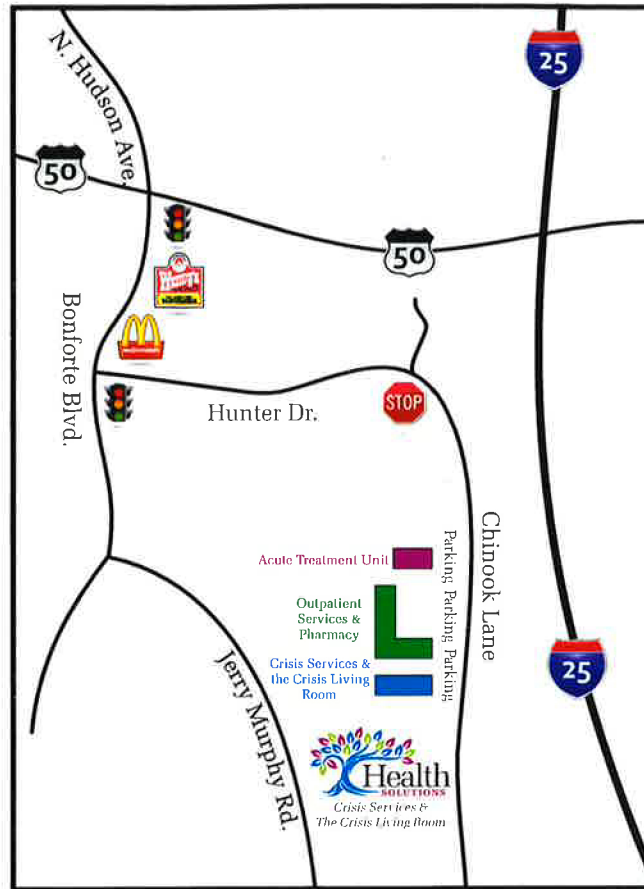 N. Hudson Ave.
25
50
50
Bonforte Blvd.
Hunter Dr.
STOP
Chinook Lane
Acute Treatment Unit
Parking Parking Parking
Outpatient
Services &
Pharmacy
Crisis Services &
the Crisis Living
Room
25
Jerry Murphy Rd.
Health
SOLUTIONS
Crisis Services &
The Crisis Living Room